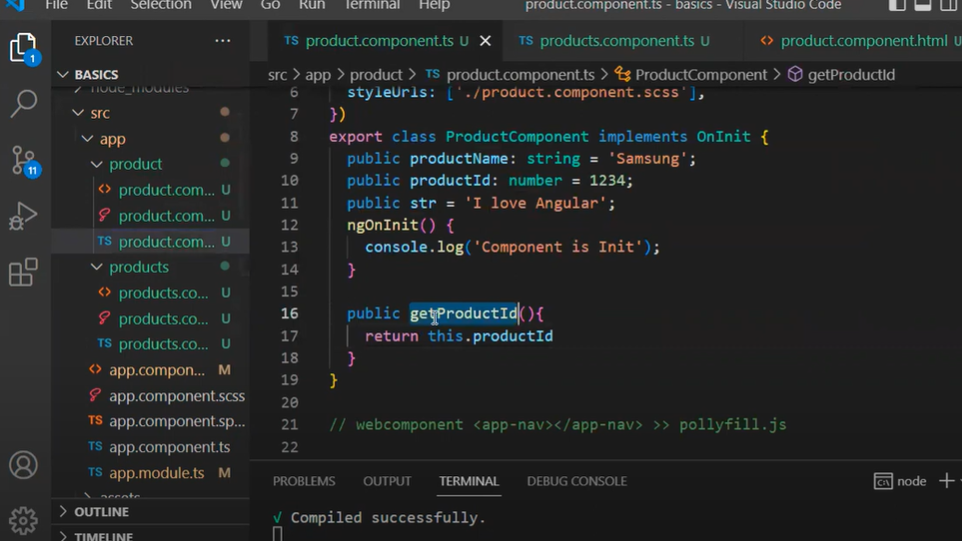 File Edit Selection View Go Run Terminal Help product.component.ts - basics - Visual Studio Code
EXPLORER ...
TS product.component.ts U
TS products.component.ts U
<> product.component.html U
src > app > product > TS product.component.ts > ProductComponent > getProductId
1
11
BASICS
node_modules
src
app
product
<> product.com... U
product.com... U
TS product.com... U
products
<> products.co... U
products.co... U
TS products.co... U
<> app.compon... M
app.component.scss
TS app.component.sp...
TS app.component.ts
TS app.module.ts M
assets
OUTLINE
TIMELINE
6 styleUrls: ['./product.component.scss'],
7 })
8 export class ProductComponent implements OnInit {
9 public productName: string = 'Samsung';
10 public productId: number = 1234;
11 public str = 'I love Angular';
12 ngOnInit() {
13 console.log('Component is Init');
14 }
15
16 public getProductId(){
17 return this.productId
18 }
19 }
20
21 // webcomponent <app-nav></app-nav> >> pollyfill.js
22
PROBLEMS OUTPUT TERMINAL DEBUG CONSOLE node +
√ Compiled successfully.